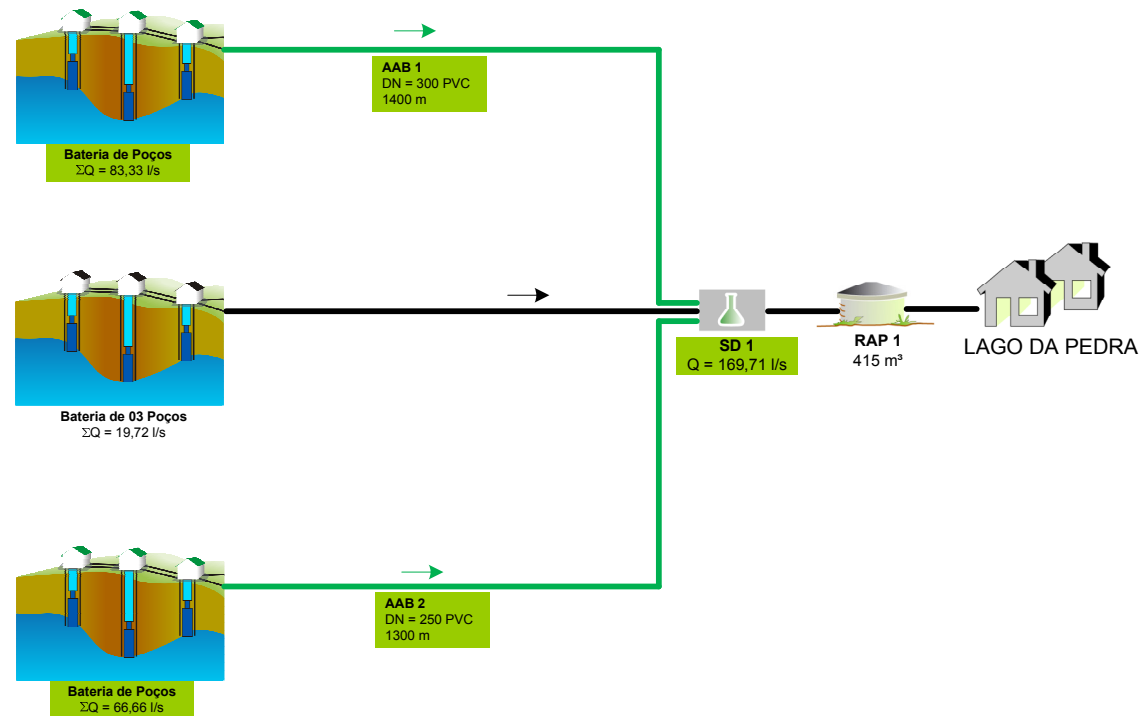 AAB 1
DN = 300 PVC
1400 m
Bateria de Poços
ΣQ = 83,33 l/s
SD 1
Q = 169,71 l/s
RAP 1
415 m³
LAGO DA PEDRA
Bateria de 03 Poços
ΣQ = 19,72 l/s
AAB 2
DN = 250 PVC
1300 m
Bateria de Poços
ΣQ = 66,66 l/s